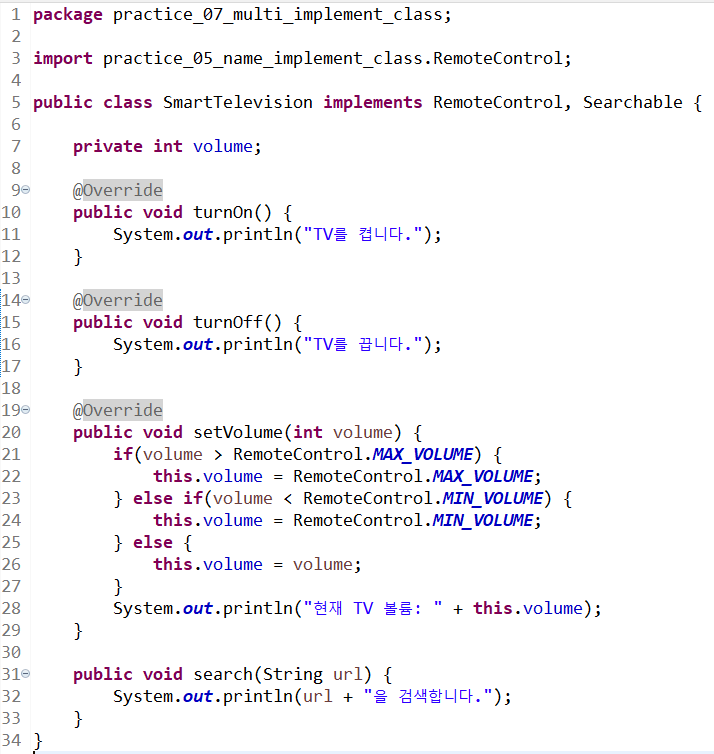 1 package practice_07_multi_implement_class;
2
3 import practice_05_name_implement_class.RemoteControl;
4
5 public class SmartTelevision implements RemoteControl, Searchable {
6
7     private int volume;
8
9     @Override
10     public void turnOn() {
11         System.out.println("TV를 켭니다.");
12     }
13
14     @Override
15     public void turnOff() {
16         System.out.println("TV를 끕니다.");
17     }
18
19     @Override
20     public void setVolume(int volume) {
21         if(volume > RemoteControl.MAX_VOLUME) {
22             this.volume = RemoteControl.MAX_VOLUME;
23         } else if(volume < RemoteControl.MIN_VOLUME) {
24             this.volume = RemoteControl.MIN_VOLUME;
25         } else {
26             this.volume = volume;
27         }
28         System.out.println("현재 TV 볼륨: " + this.volume);
29     }
30
31     public void search(String url) {
32         System.out.println(url + "을 검색합니다.");
33     }
34 }